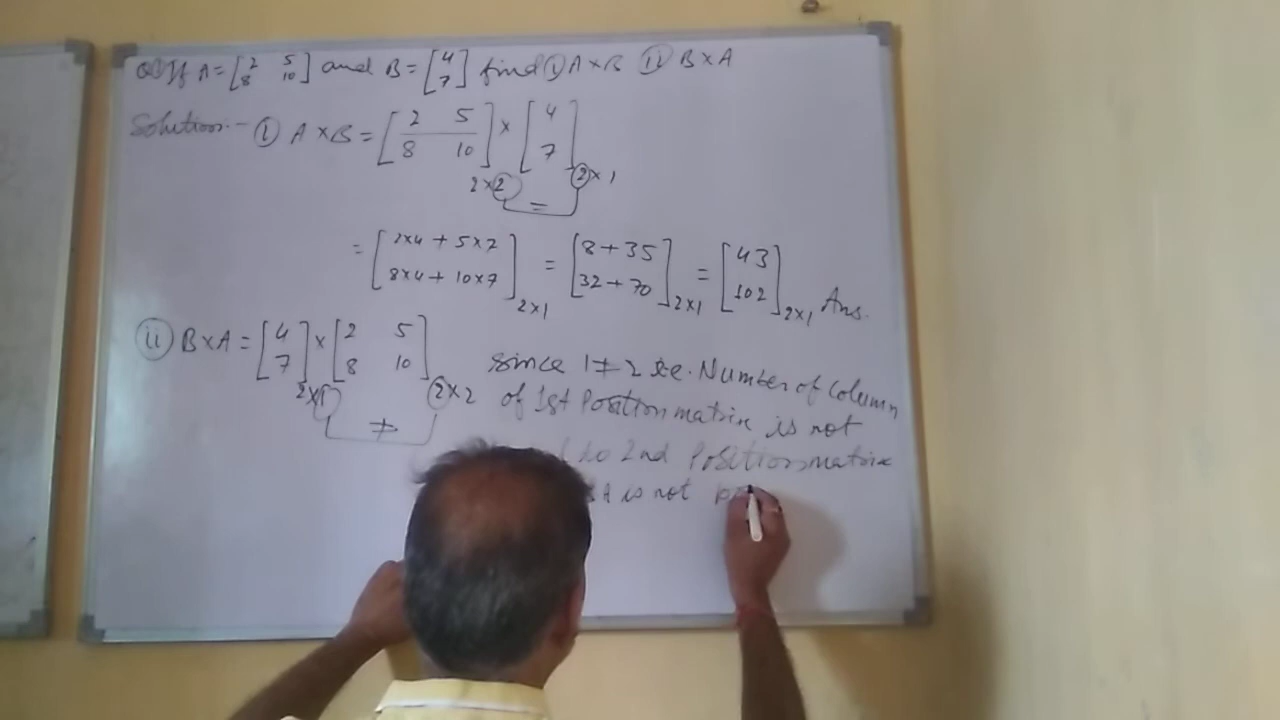 Q1 If A = [2 5 8 10] and B = [4 7] find (i) A×B (ii) B×A
Solution:- (i) A×B = [2 5 8 10] × [4 7]
2×2 2×1
=
= [2×4 + 5×7 8×4 + 10×7] 2×1 = [8+35 32+70] 2×1 = [43 102] 2×1 Ans.
(ii) B×A = [4 7] × [2 5 8 10]
2×1 2×2
≠
since 1≠2 i.e. Number of Column
of 1st Position matrix is not
to 2nd Position matrix
A is not